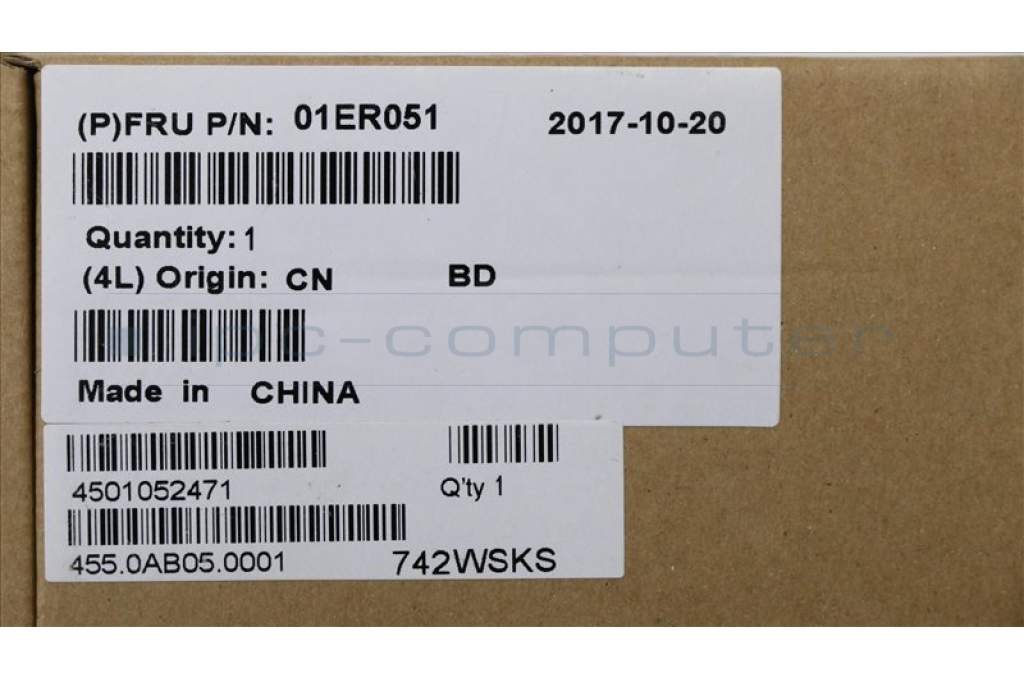 (P)FRU P/N: 01ER051 2017-10-20
Quantity: 1
(4L) Origin: CN BD
ipc-computer
Made in CHINA
4501052471 Q'ty 1
455.0AB05.0001 742WSKS